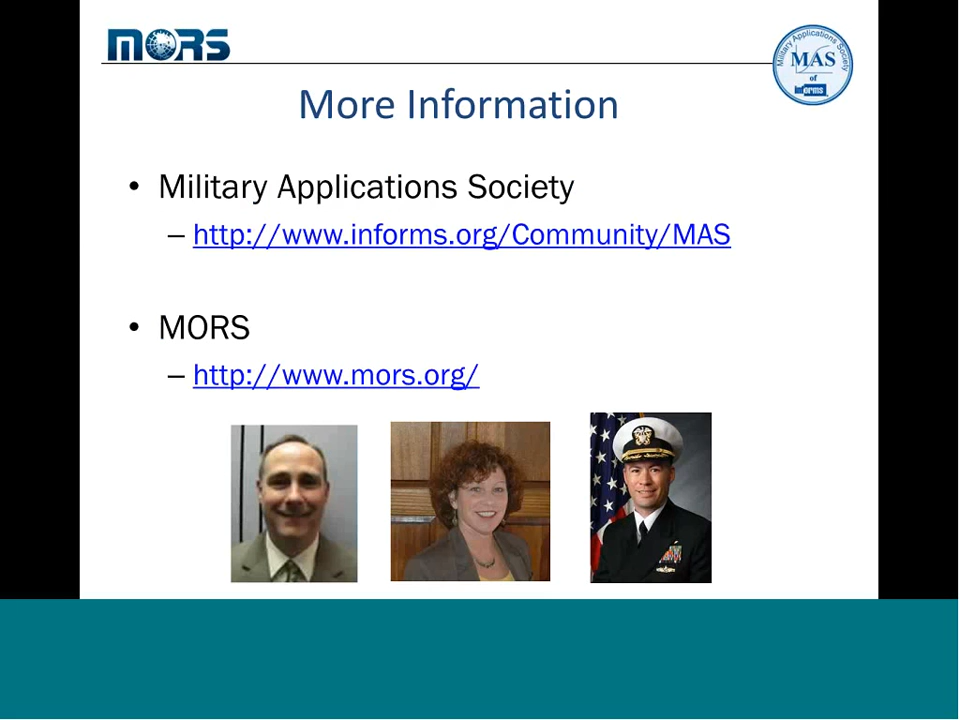 MORS
Military Applications Society
MAS
of
informs
More Information
• Military Applications Society
– http://www.informs.org/Community/MAS
• MORS
– http://www.mors.org/